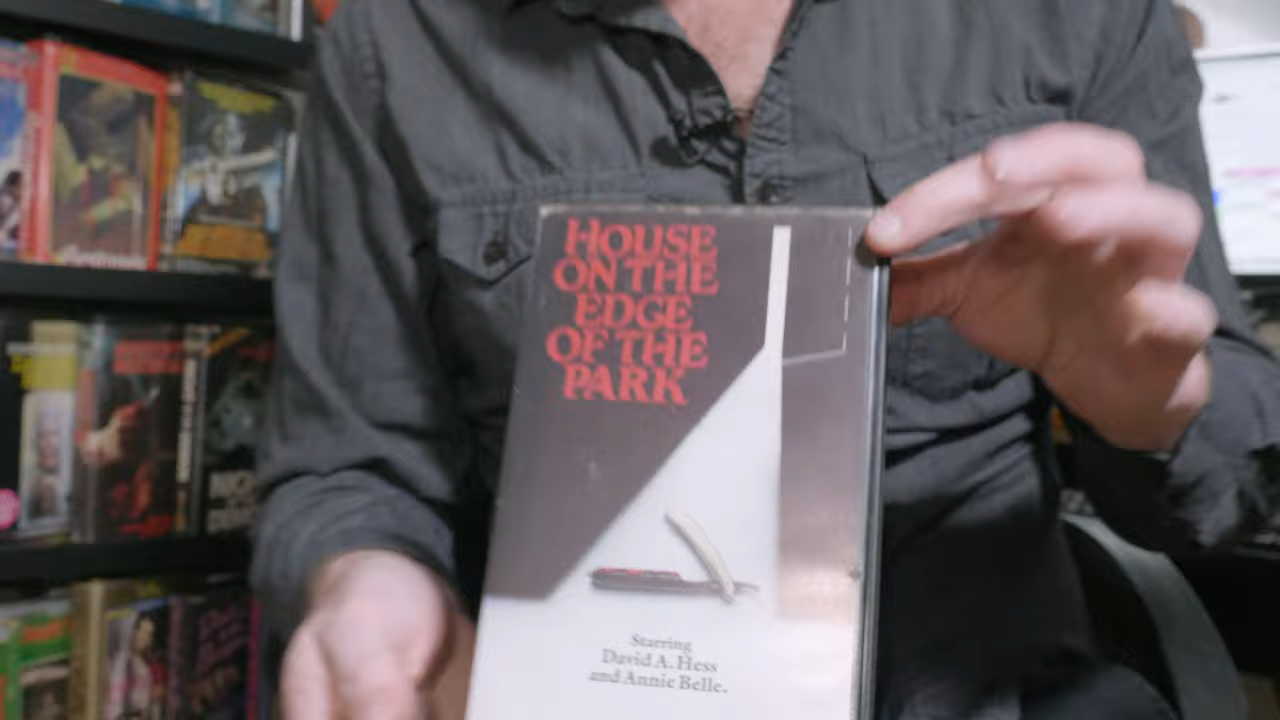 HOUSE
ON THE
EDGE
OF THE
PARK
Starring
David A. Hess
and Annie Belle.